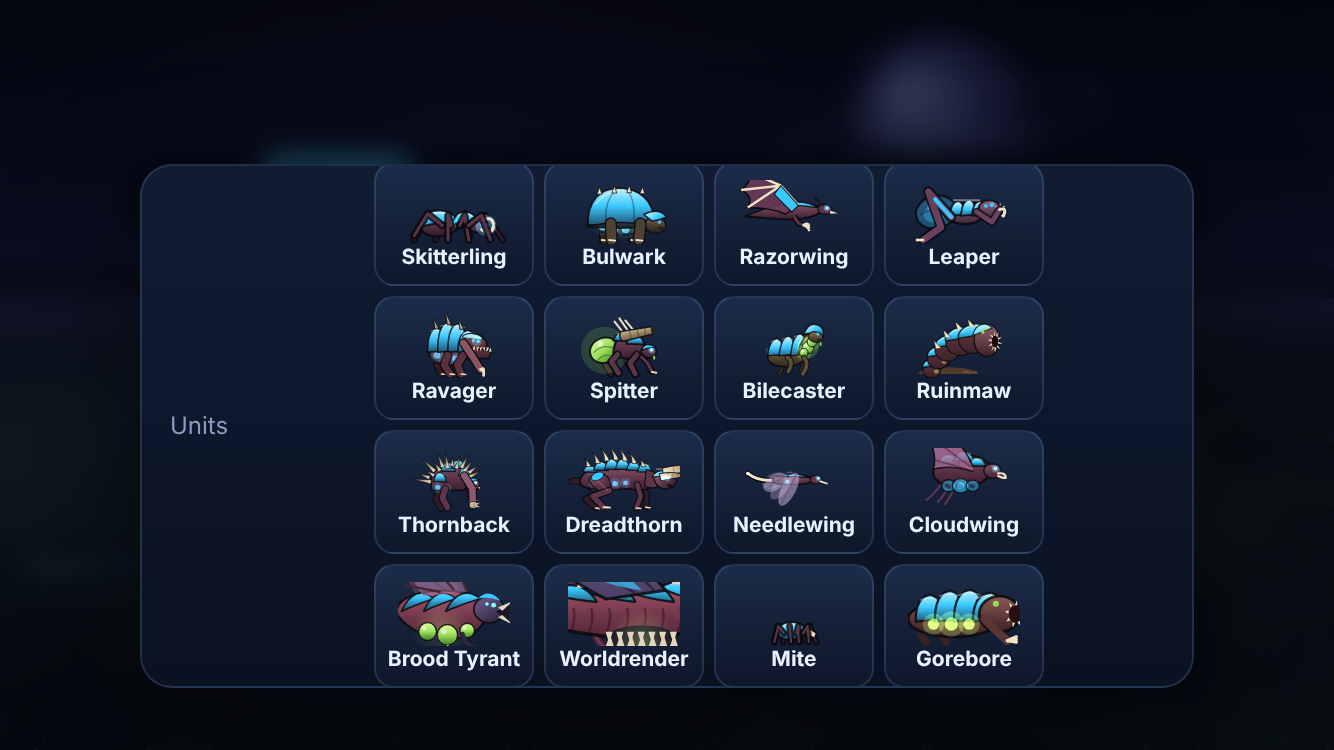 Skitterling
Bulwark
Razorwing
Leaper
Ravager
Spitter
Bilecaster
Ruinmaw
Units
Thornback
Dreadthorn
Needlewing
Cloudwing
Brood Tyrant
Worldrender
Mite
Gorebore